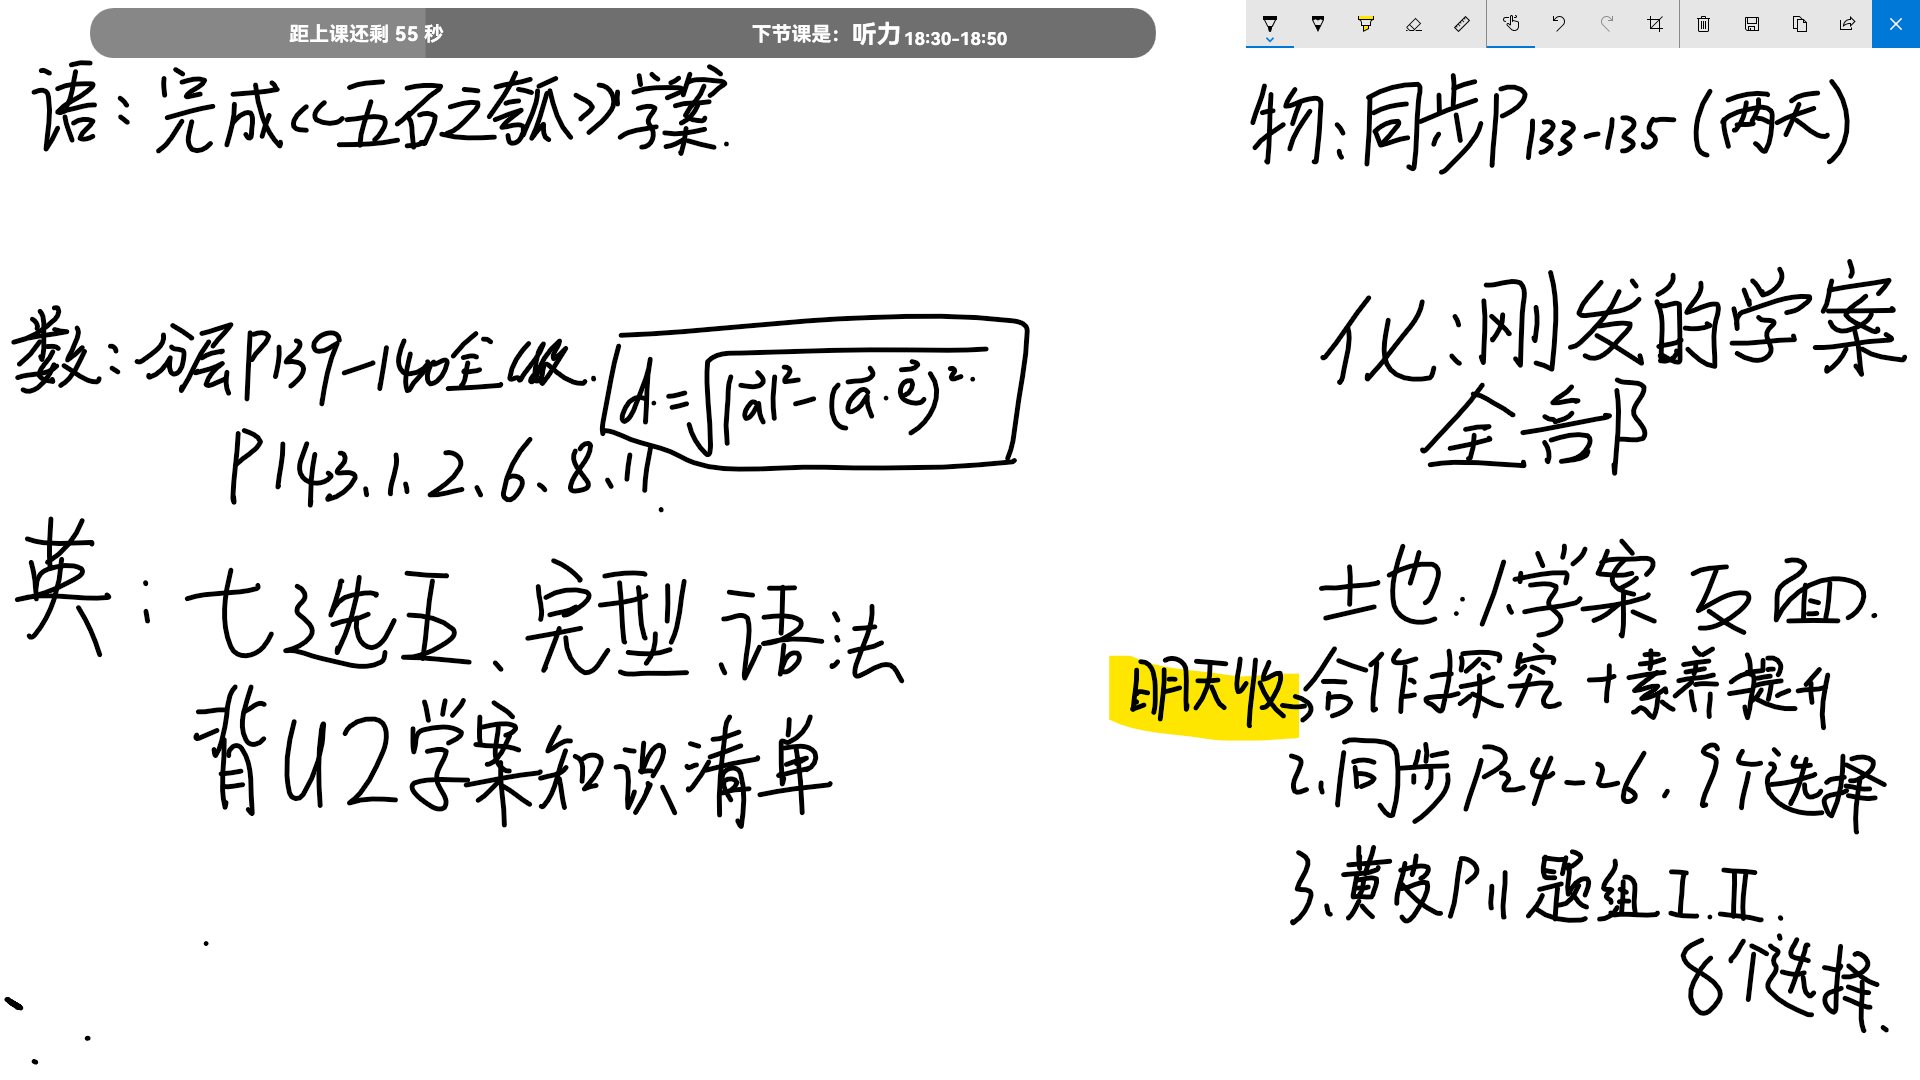 距上课还剩 55 秒
下节课是：听力 18:30-18:50
语：完成《五石之瓠》学案.
数：分层P139-140全做.
d=√(|a⃗|²-(a⃗·e⃗)²)
P143、1、2、6、8、11.
英：七选五、完型、语法
背U2学案知识清单
物：同步P133-135(两天)
化：刚发的学案
全部
地：1.学案反面.
明天收→合作探究+素养提升
2、同步P24-26.9个选择
3、黄皮P11题组Ⅰ.Ⅱ.
8个选择.